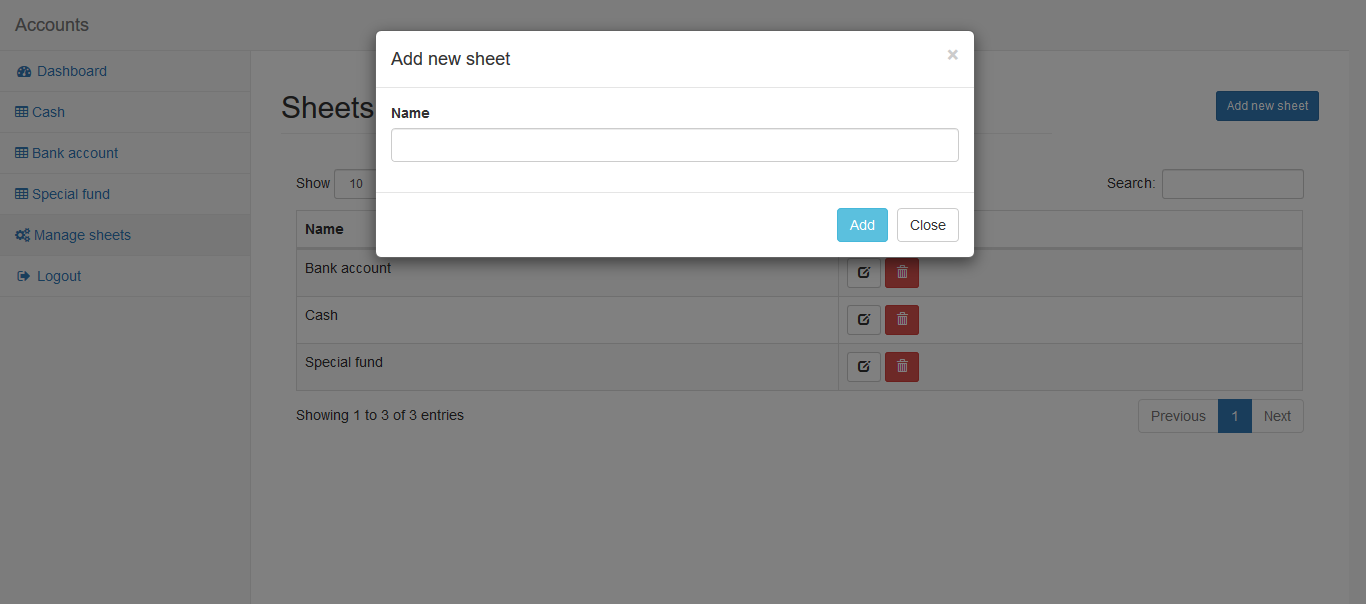 Accounts
Dashboard
Cash
Bank account
Special fund
Manage sheets
Logout
Add new sheet
×
Name
Add
Close
Sheets
Add new sheet
Show 10
Search:
Name
Bank account
Cash
Special fund
Showing 1 to 3 of 3 entries
Previous 1 Next